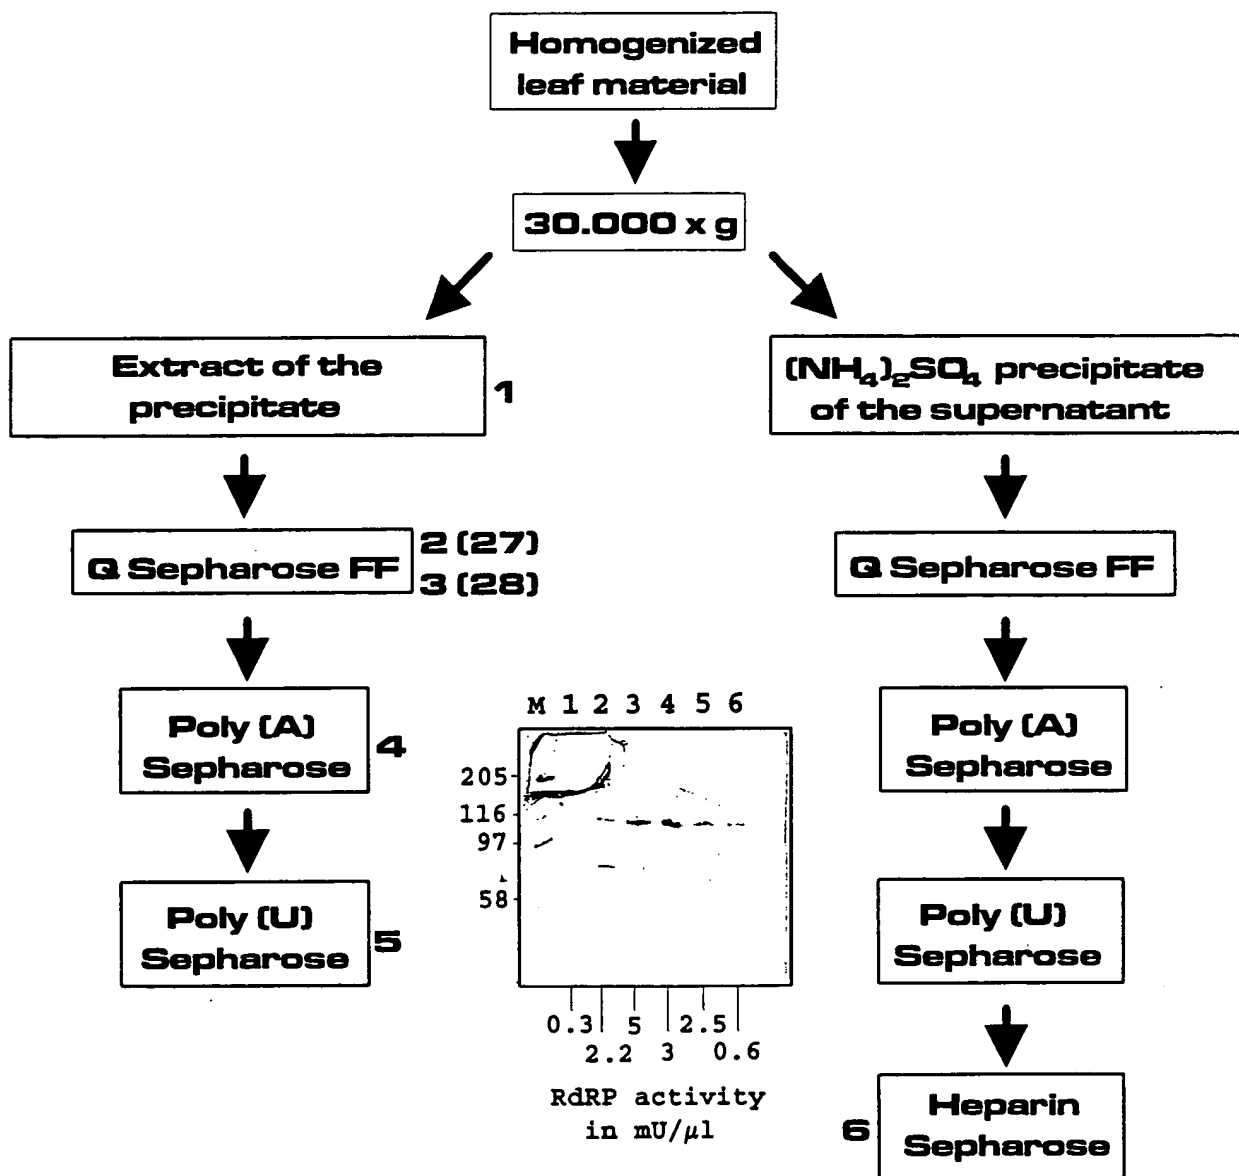 Homogenized
leaf material
30.000 x g
Extract of the
precipitate
1
(NH₄)₂SO₄ precipitate
of the supernatant
Q Sepharose FF
2 (27)
3 (28)
Q Sepharose FF
Poly (A)
Sepharose
4
Poly (A)
Sepharose
Poly (U)
Sepharose
5
Poly (U)
Sepharose
6
Heparin
Sepharose
M 1 2 3 4 5 6
205
116
97
58
0.3 5 2.5
2.2 3 0.6
RdRP activity
in mU/µl